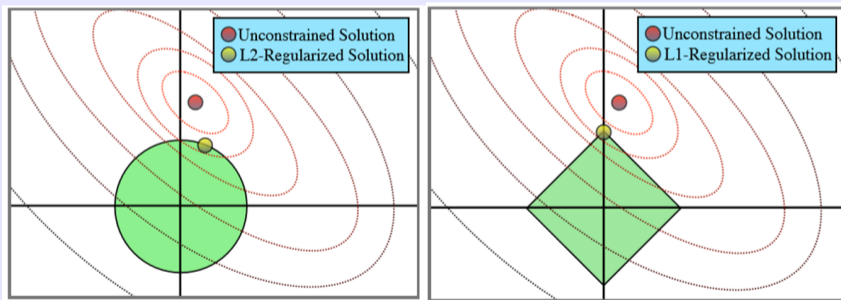 Unconstrained Solution
L2-Regularized Solution
Unconstrained Solution
L1-Regularized Solution